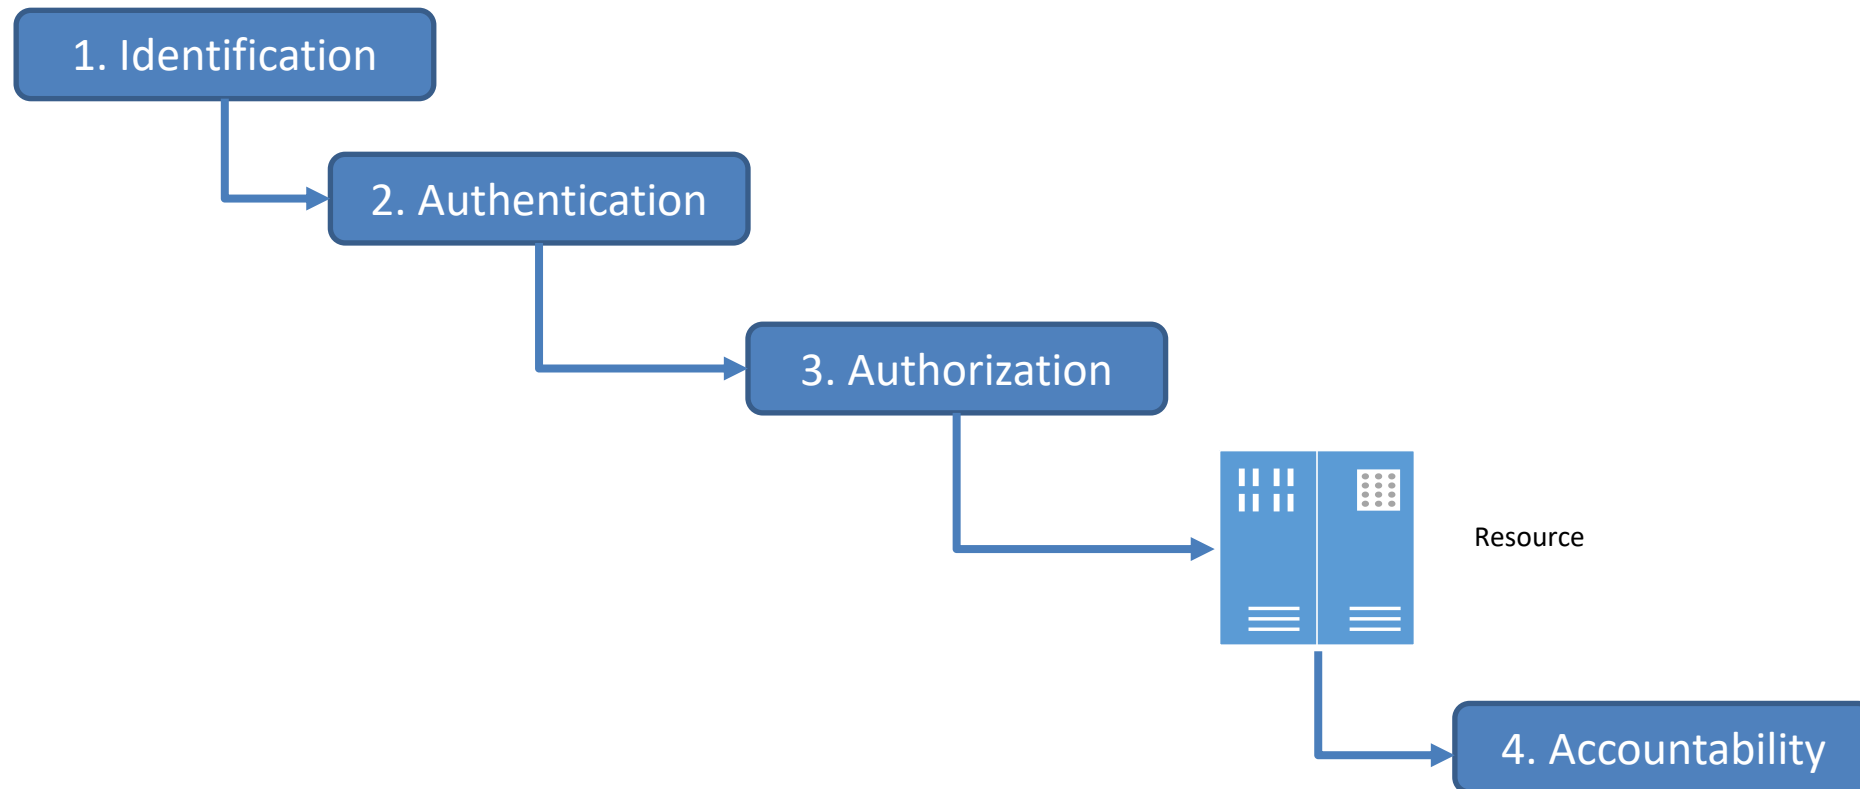 1. Identification
2. Authentication
3. Authorization
Resource
4. Accountability